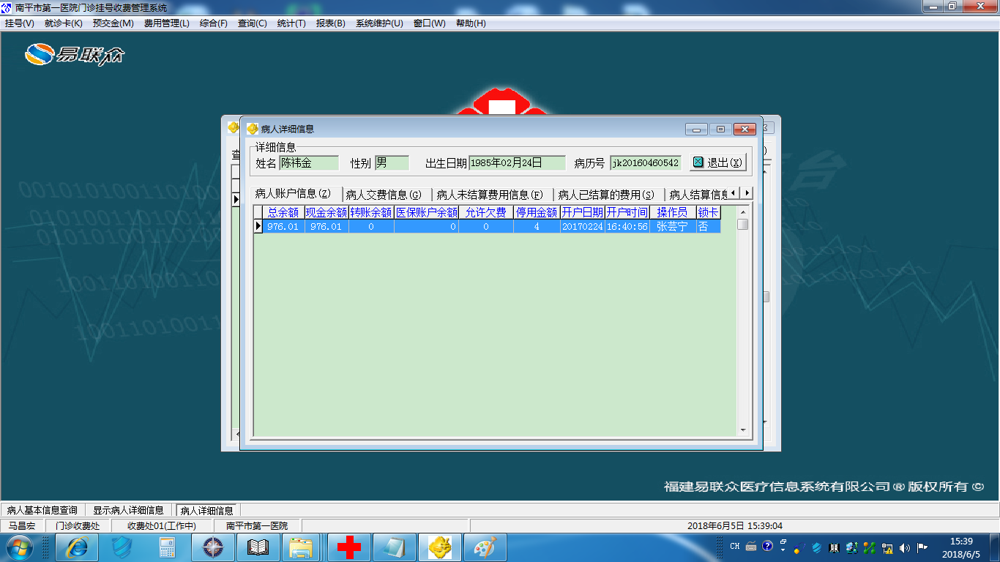 南平市第一医院门诊挂号收费管理系统
挂号(V) 就诊卡(K) 预交金(M) 费用管理(L) 综合(F) 查询(C) 统计(T) 报表(B) 系统维护(U) 窗口(W) 帮助(H)
易联众
病人详细信息
详细信息
姓名 陈祎金 性别 男 出生日期 1985年02月24日 病历号 jk20160460542 退出(X)
病人账户信息(Z) 病人交费信息(G) 病人未结算费用信息(F) 病人已结算的费用(S) 病人结算信息
总余额 现金余额 转账余额 医保账户余额 允许欠费 停用金额 开户日期 开户时间 操作员 锁卡
976.01 976.01 0 0 0 4 20170224 16:40:56 张芸宁 否
福建易联众医疗信息系统有限公司®版权所有©
病人基本信息查询 显示病人详细信息 病人详细信息
马昌宏 门诊收费处 收费处01(工作中) 南平市第一医院 2018年6月5日 15:39:04
CH 15:39
2018/6/5